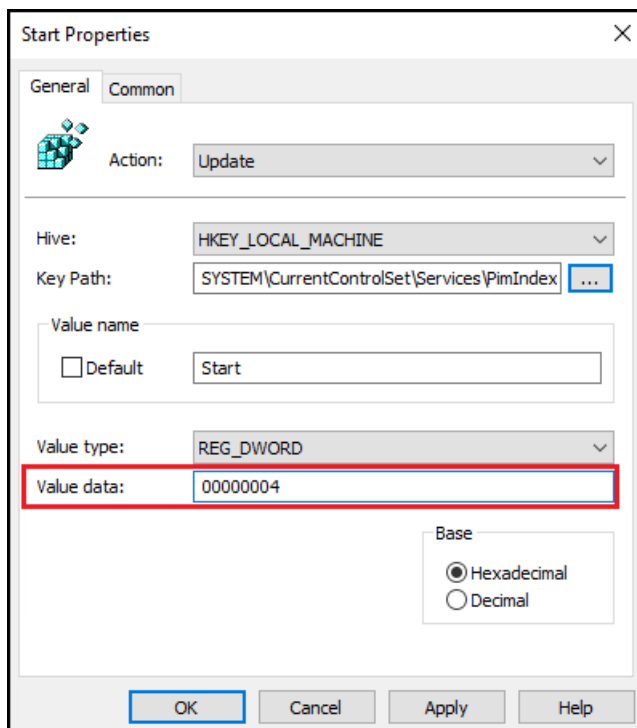 Start Properties
General Common
Action: Update
Hive: HKEY_LOCAL_MACHINE
Key Path: SYSTEM\CurrentControlSet\Services\PimIndex ...
Value name
Default Start
Value type: REG_DWORD
Value data: 00000004
Base
Hexadecimal
Decimal
OK Cancel Apply Help